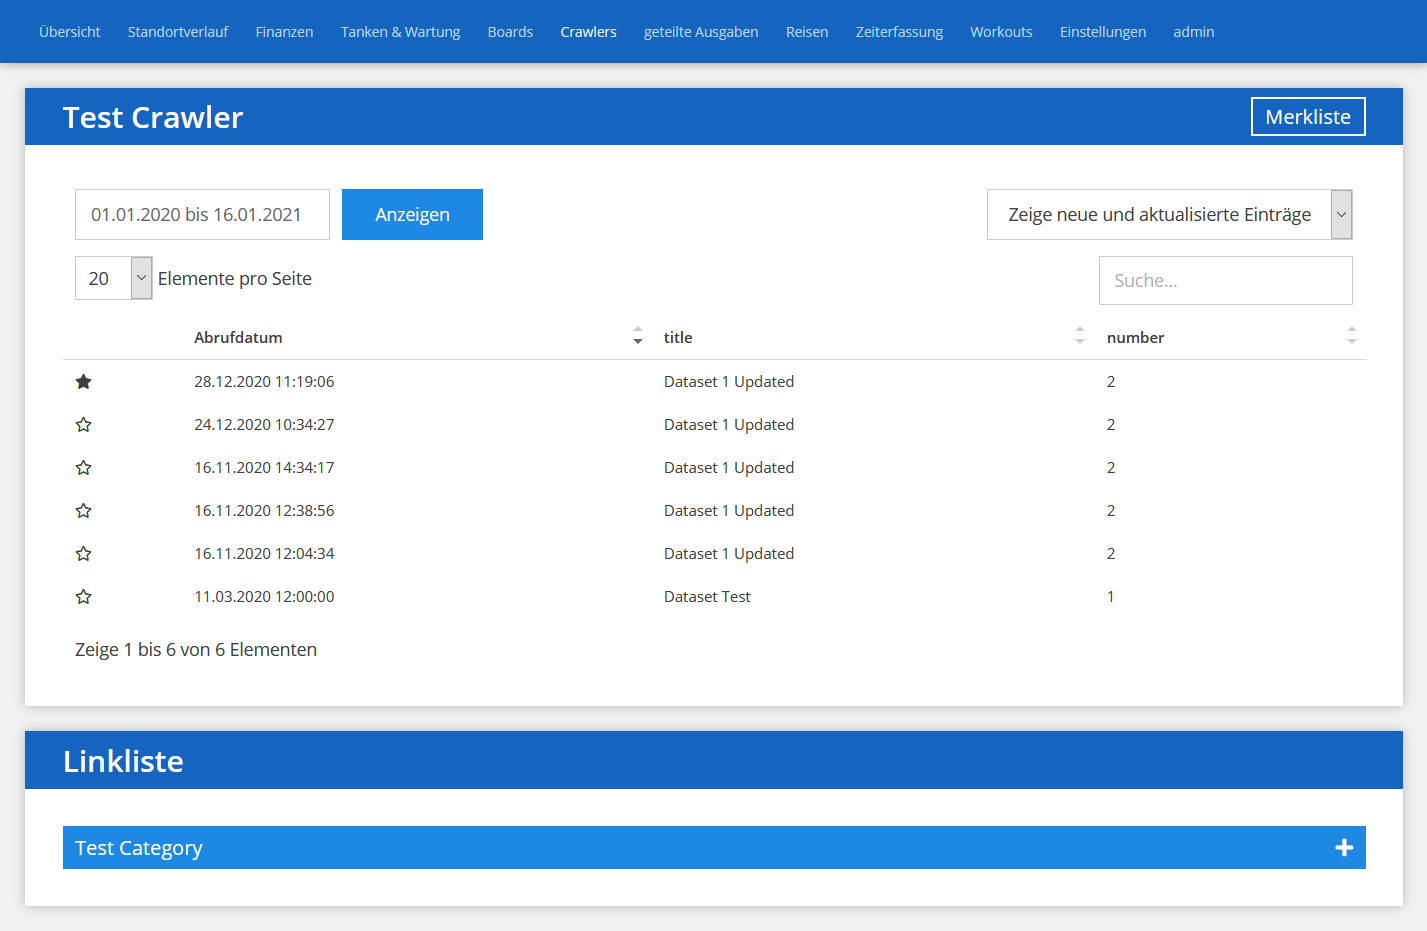 Übersicht Standortverlauf Finanzen Tanken & Wartung Boards Crawlers geteilte Ausgaben Reisen Zeiterfassung Workouts Einstellungen admin
Test Crawler Merkliste
01.01.2020 bis 16.01.2021 Anzeigen Zeige neue und aktualisierte Einträge
20 Elemente pro Seite Suche...
Abrufdatum title number
28.12.2020 11:19:06 Dataset 1 Updated 2
24.12.2020 10:34:27 Dataset 1 Updated 2
16.11.2020 14:34:17 Dataset 1 Updated 2
16.11.2020 12:38:56 Dataset 1 Updated 2
16.11.2020 12:04:34 Dataset 1 Updated 2
11.03.2020 12:00:00 Dataset Test 1
Zeige 1 bis 6 von 6 Elementen
Linkliste
Test Category